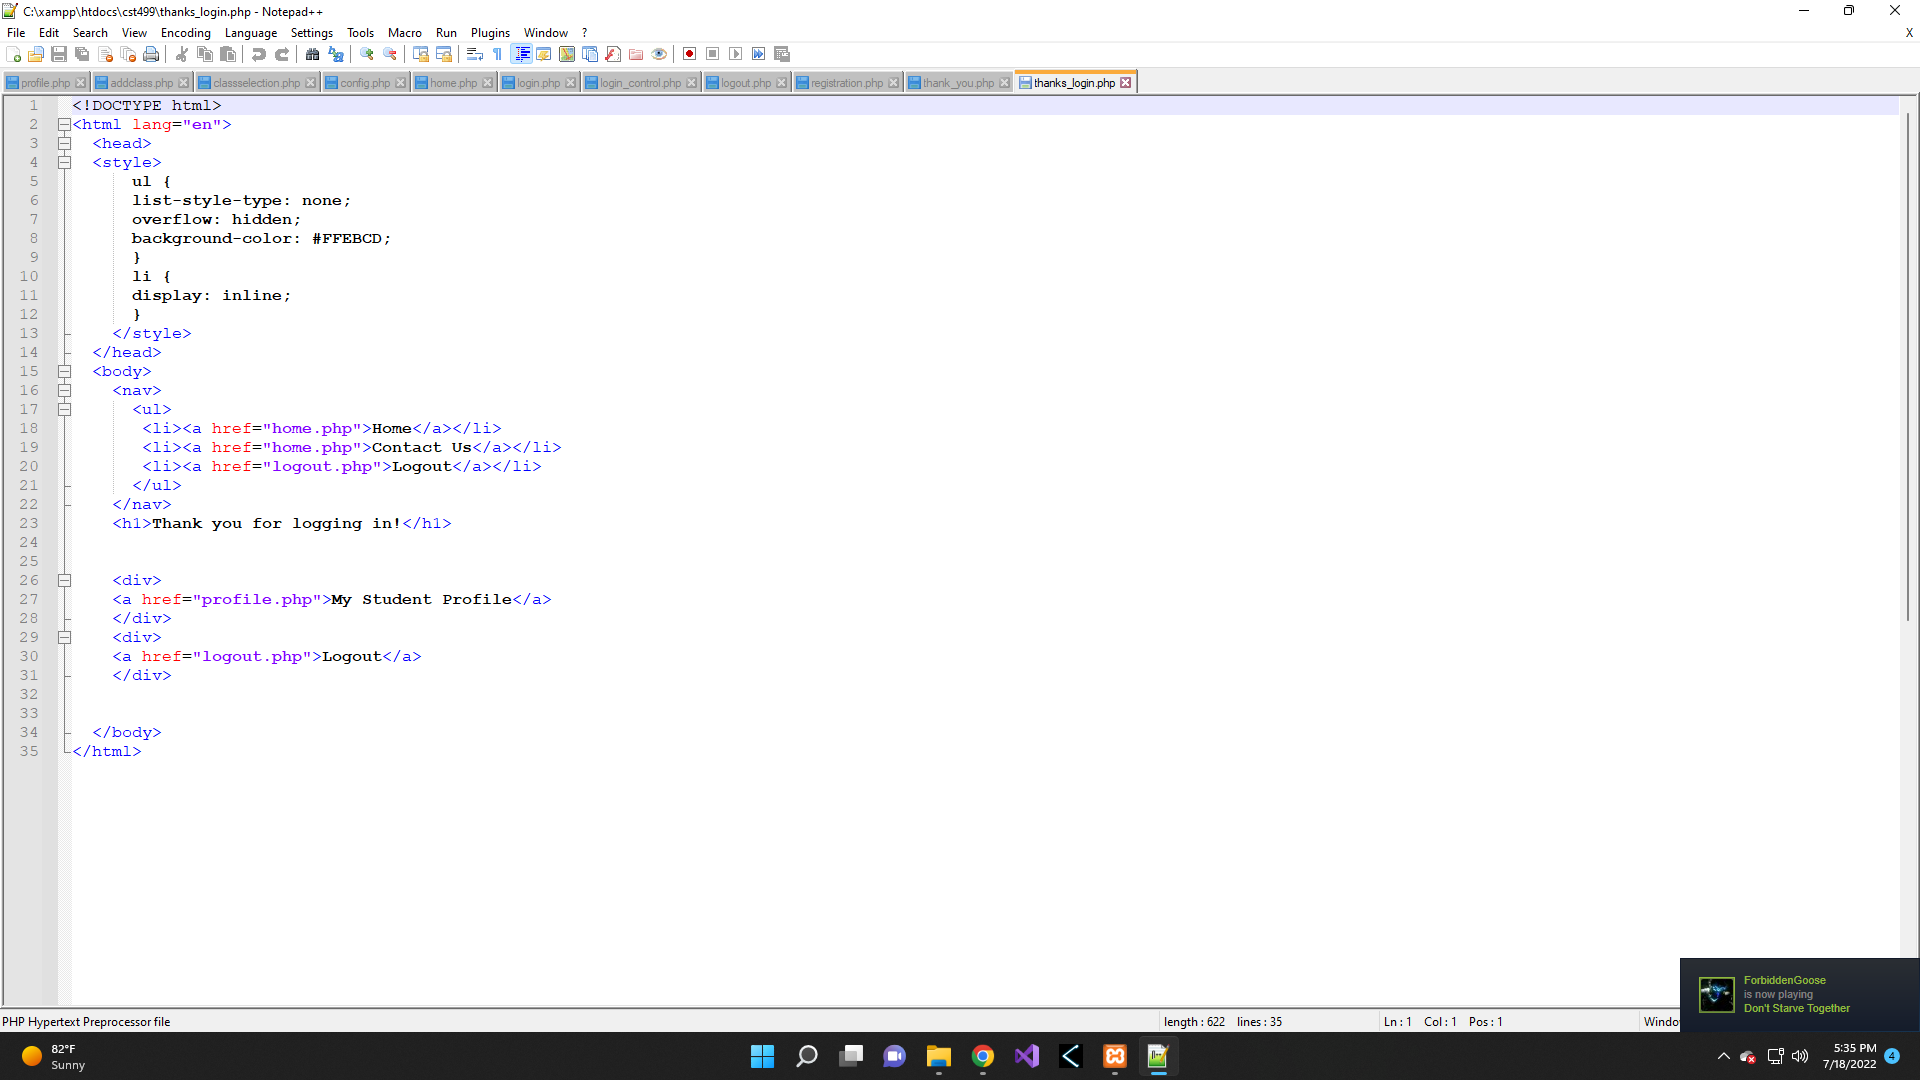 C:\xampp\htdocs\cst499\thanks_login.php - Notepad++
File Edit Search View Encoding Language Settings Tools Macro Run Plugins Window ? X
profile.php addclass.php classselection.php config.php home.php login.php login_control.php logout.php registration.php thank_you.php thanks_login.php
1 <!DOCTYPE html>
2 <html lang="en">
3 <head>
4 <style>
5 ul {
6 list-style-type: none;
7 overflow: hidden;
8 background-color: #FFEBCD;
9 }
10 li {
11 display: inline;
12 }
13 </style>
14 </head>
15 <body>
16 <nav>
17 <ul>
18 <li><a href="home.php">Home</a></li>
19 <li><a href="home.php">Contact Us</a></li>
20 <li><a href="logout.php">Logout</a></li>
21 </ul>
22 </nav>
23 <h1>Thank you for logging in!</h1>
24
25
26 <div>
27 <a href="profile.php">My Student Profile</a>
28 </div>
29 <div>
30 <a href="logout.php">Logout</a>
31 </div>
32
33
34 </body>
35 </html>
ForbiddenGoose
is now playing
Don't Starve Together
PHP Hypertext Preprocessor file length : 622 lines : 35 Ln : 1 Col : 1 Pos : 1 Windo
82°F
Sunny
5:35 PM
7/18/2022
4